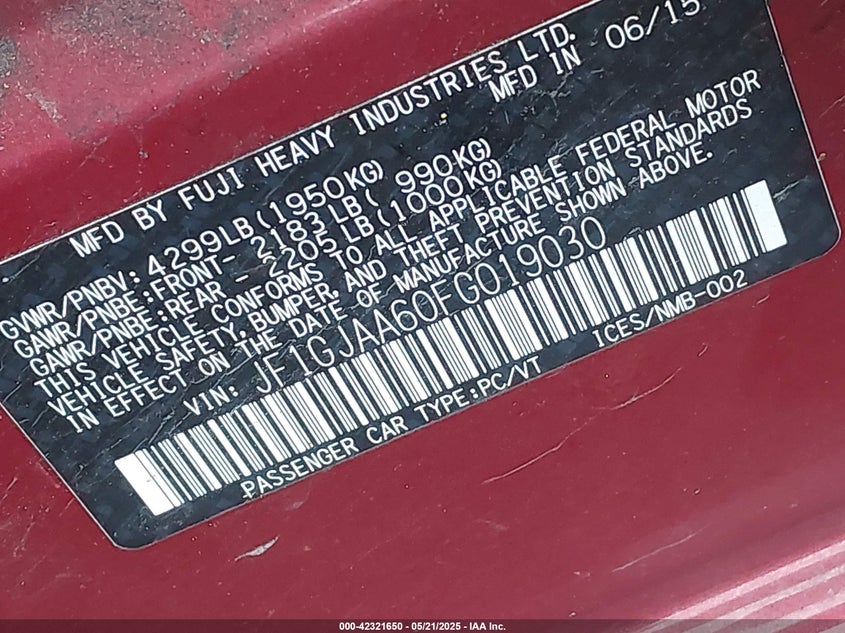 MFD BY FUJI HEAVY INDUSTRIES LTD.
MFD IN 06/15
GVWR/PNBV: 4299LB(1950KG)
GAWR/PNBE:FRONT- 2183LB( 990KG)
GAWR/PNBE:REAR - 2205LB(1000KG)
THIS VEHICLE CONFORMS TO ALL APPLICABLE FEDERAL MOTOR
VEHICLE SAFETY, BUMPER, AND THEFT PREVENTION STANDARDS
IN EFFECT ON THE DATE OF MANUFACTURE SHOWN ABOVE.
VIN: JF1GJAA60FG019030
PASSENGER CAR TYPE:PC/VT ICES/NMB-002
000-42321650 - 05/21/2025 - IAA Inc.